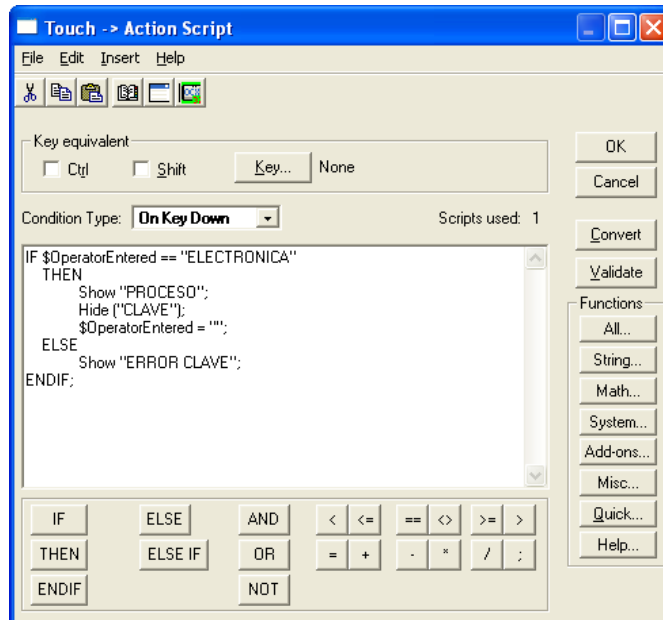 Touch -> Action Script
File Edit Insert Help
Key equivalent
Ctrl Shift Key... None
OK
Cancel
Condition Type: On Key Down Scripts used: 1
Convert
Validate
IF $OperatorEntered == "ELECTRONICA"
THEN
Show "PROCESO";
Hide ("CLAVE");
$OperatorEntered = "";
ELSE
Show "ERROR CLAVE";
ENDIF;
Functions
All...
String...
Math...
System...
Add-ons...
Misc...
Quick...
Help...
IF ELSE AND < <= == <> >= >
THEN ELSE IF OR = + - * / ;
ENDIF NOT